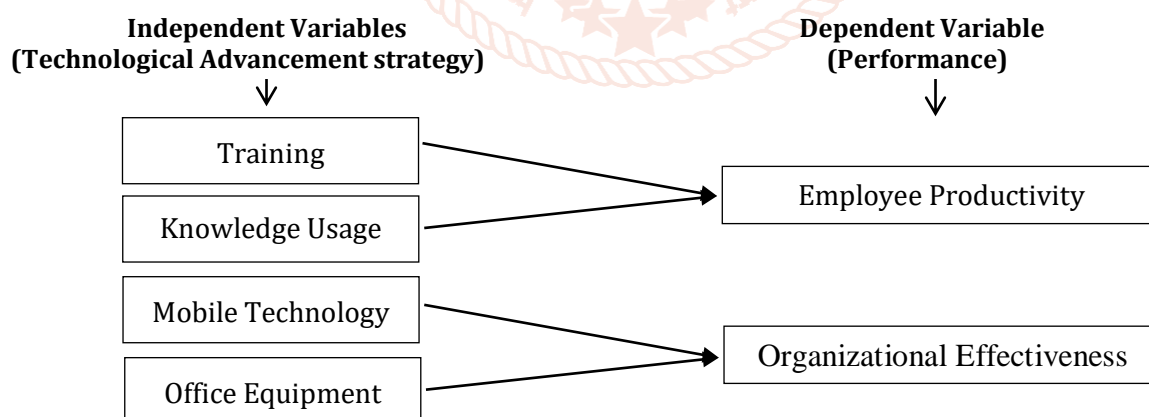 Independent Variables
(Technological Advancement strategy)
Dependent Variable
(Performance)
Training
Knowledge Usage
Mobile Technology
Office Equipment
Employee Productivity
Organizational Effectiveness